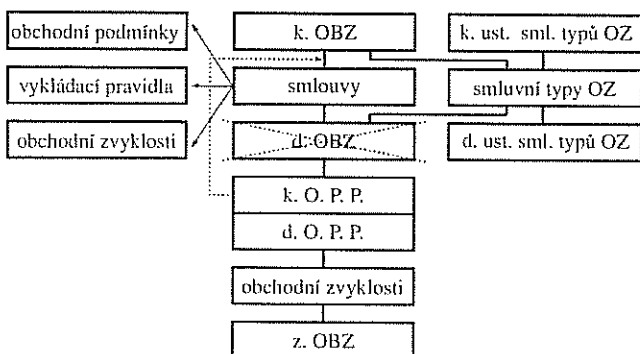 obchodní podmínky
k. OBZ
k. ust. sml. typů OZ
vykládací pravidla
smlouvy
smluvní typy OZ
obchodní zvyklosti
d. OBZ
d. ust. sml. typů OZ
k. O. P. P.
d. O. P. P.
obchodní zvyklosti
z. OBZ